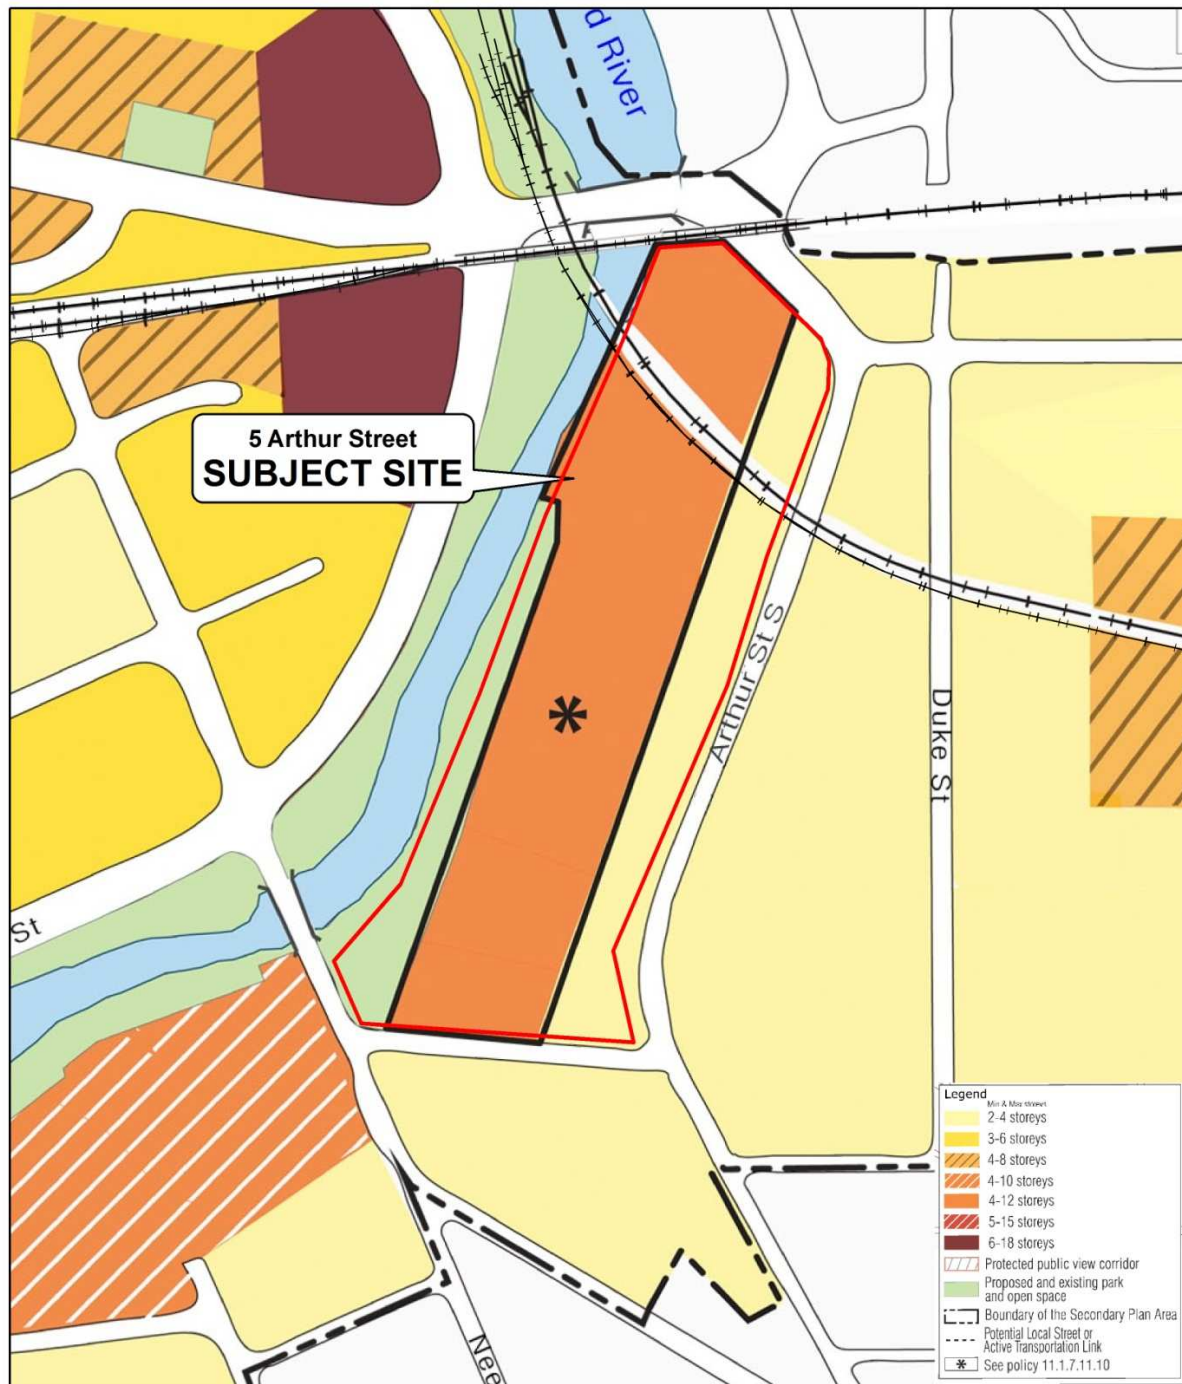 d River
5 Arthur Street
SUBJECT SITE
*
Arthur St S
Duke St
St
Nee
Legend
Min & Max storeys
2-4 storeys
3-6 storeys
4-8 storeys
4-10 storeys
4-12 storeys
5-15 storeys
6-18 storeys
Protected public view corridor
Proposed and existing park
and open space
Boundary of the Secondary Plan Area
Potential Local Street or
Active Transportation Link
* See policy 11.1.7.11.10